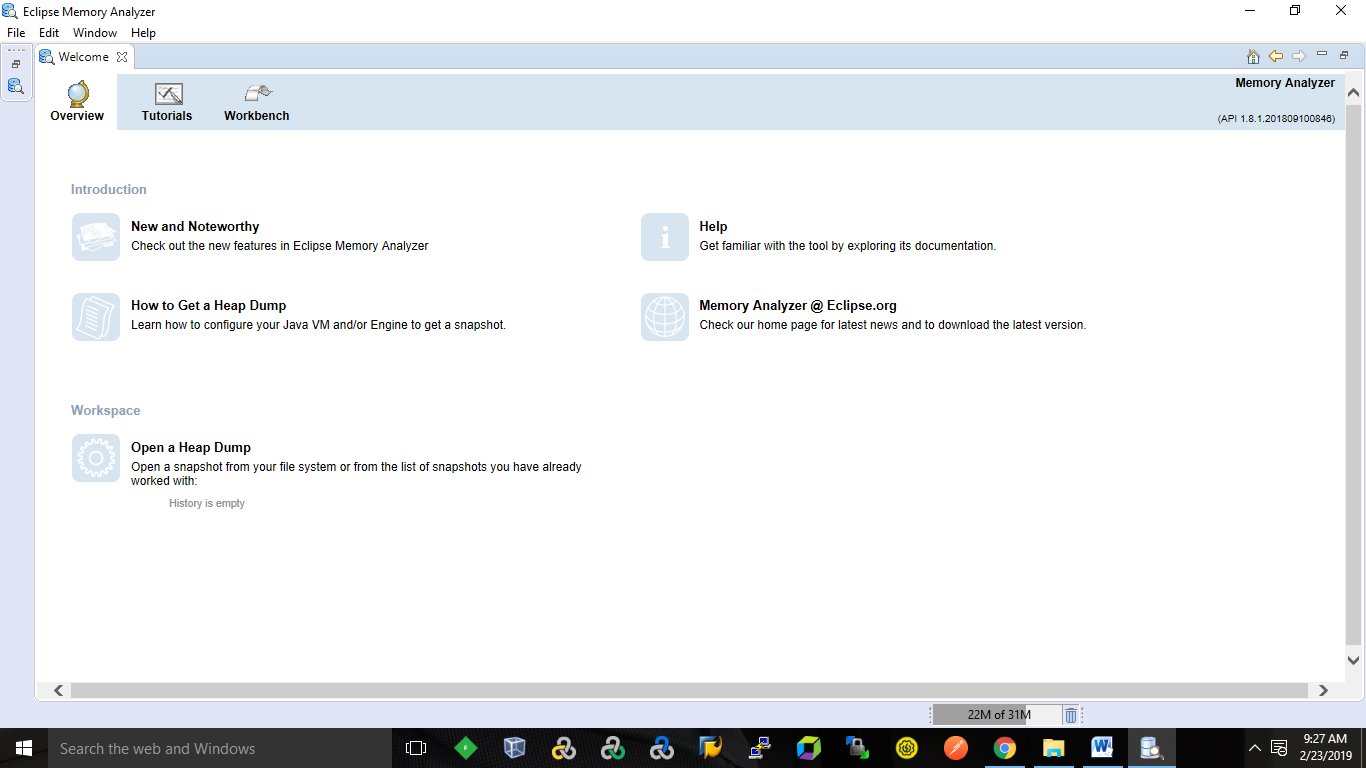 Eclipse Memory Analyzer
File Edit Window Help
Welcome
Memory Analyzer
Overview Tutorials Workbench
(API 1.8.1.201809100846)
Introduction
New and Noteworthy
Check out the new features in Eclipse Memory Analyzer
Help
Get familiar with the tool by exploring its documentation.
How to Get a Heap Dump
Learn how to configure your Java VM and/or Engine to get a snapshot.
Memory Analyzer @ Eclipse.org
Check our home page for latest news and to download the latest version.
Workspace
Open a Heap Dump
Open a snapshot from your file system or from the list of snapshots you have already
worked with:
History is empty
22M of 31M
Search the web and Windows
9:27 AM
2/23/2019